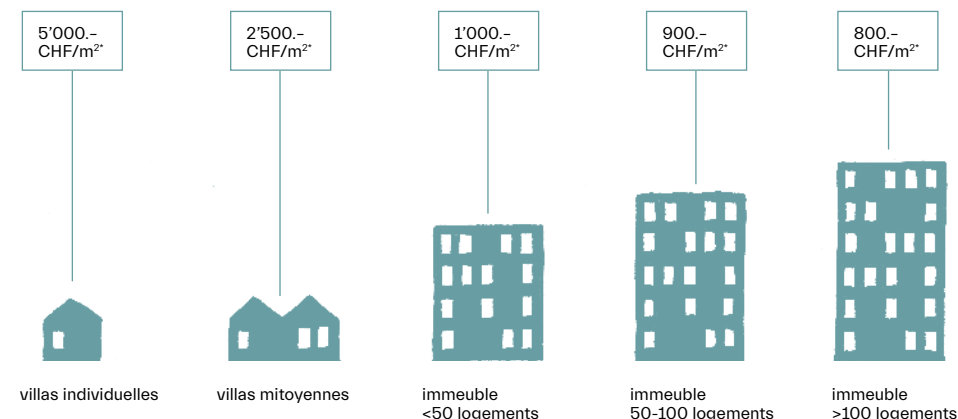 5’000.–
CHF/m²*
2’500.–
CHF/m²*
1’000.–
CHF/m²*
900.–
CHF/m²*
800.–
CHF/m²*
villas individuelles
villas mitoyennes
immeuble
<50 logements
immeuble
50-100 logements
immeuble
>100 logements